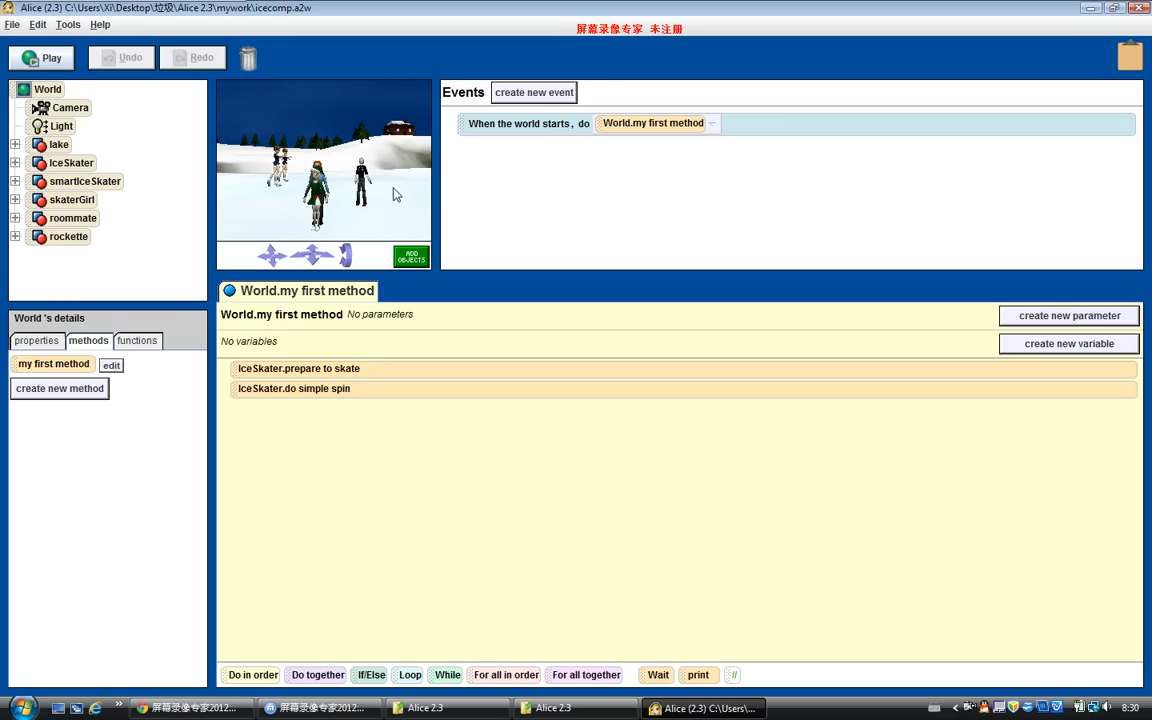 Alice (2.3) C:\Users\Xi\Desktop\垃圾\Alice 2.3\mywork\icecomp.a2w
File Edit Tools Help
屏幕录像专家 未注册
Play Undo Redo
World
Camera
Light
lake
IceSkater
smartIceSkater
skaterGirl
roommate
rockette
ADD OBJECTS
Events create new event
When the world starts, do World.my first method
World 's details
properties methods functions
my first method edit
create new method
World.my first method
World.my first method No parameters create new parameter
No variables create new variable
IceSkater.prepare to skate
IceSkater.do simple spin
Do in order Do together If/Else Loop While For all in order For all together Wait print //
屏幕录像专家2012... 屏幕录像专家2012... Alice 2.3 Alice 2.3 Alice (2.3) C:\Users\... 8:30